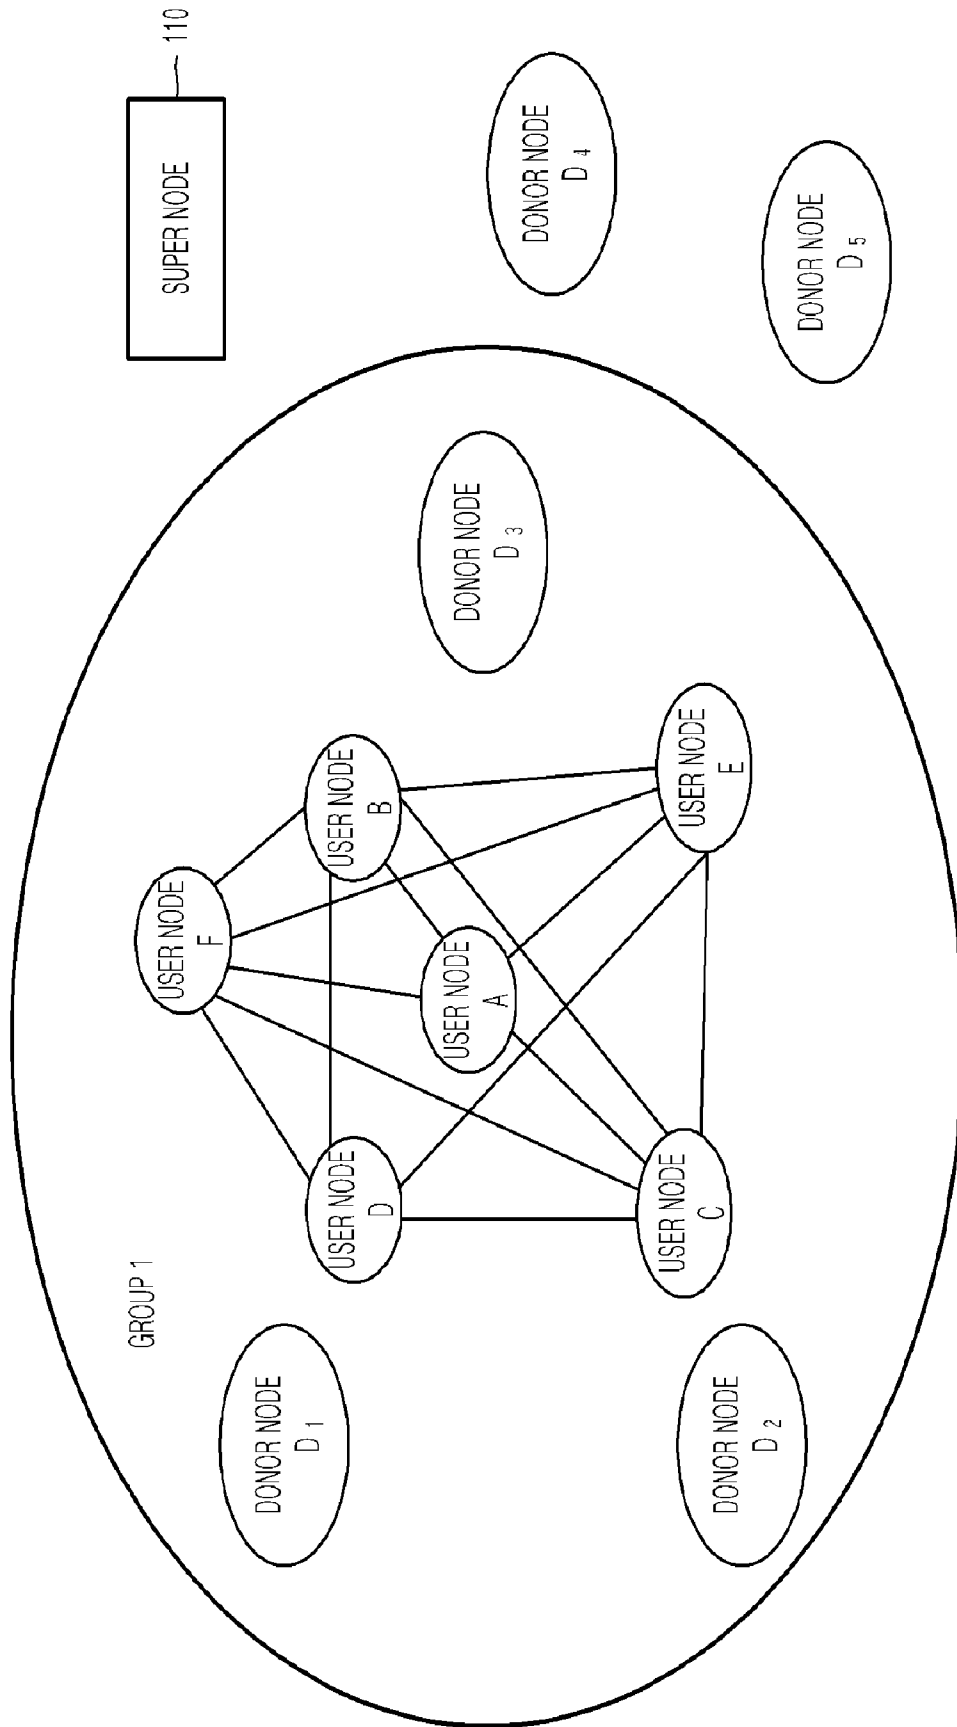 GROUP 1
SUPER NODE
110
USER NODE
F
DONOR NODE
D 1
USER NODE
D
USER NODE
B
USER NODE
A
DONOR NODE
D 3
DONOR NODE
D 4
DONOR NODE
D 2
USER NODE
C
USER NODE
E
DONOR NODE
D 5